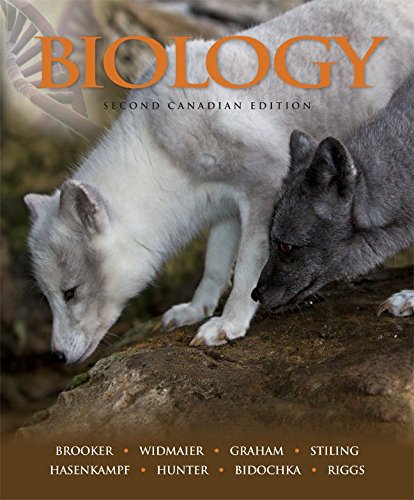 BIOLOGY
SECOND CANADIAN EDITION
BROOKER • WIDMAIER • GRAHAM • STILING
HASENKAMPF • HUNTER • BIDOCHKA • RIGGS